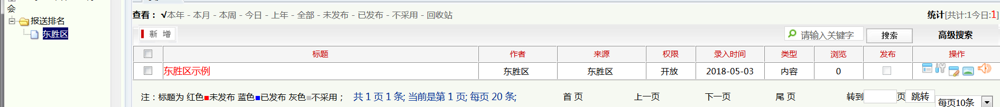 会
报送排名
东胜区
查看： √本年 - 本月 - 本周 - 今日 - 上年 - 全部 - 未发布 - 已发布 - 不采用 - 回收站
统计[共计:1今日:1]
新 增
请输入关键字 搜索 高级搜索
标题 作者 来源 权限 录入时间 类型 浏览 发布 操作
东胜区示例 东胜区 东胜区 开放 2018-05-03 内容 0
注：标题为 红色■未发布 蓝色■已发布 灰色■不采用； 共 1 页 1 条; 当前是第 1 页; 每页 20 条; 首 页 上一页 下一页 尾 页 转到 页 跳转 每页10条